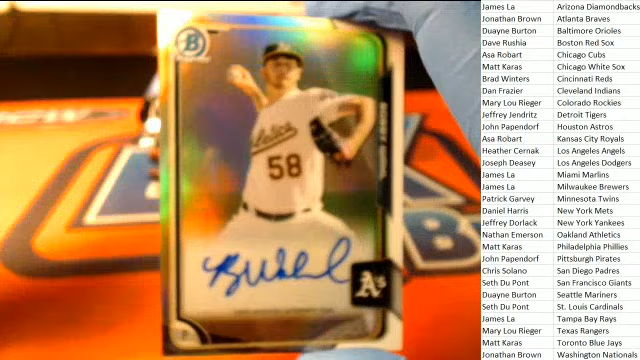 B
BOBBY
Athletics
58
A's
James La Arizona Diamondbacks
Jonathan Brown Atlanta Braves
Duayne Burton Baltimore Orioles
Dave Rushia Boston Red Sox
Asa Robart Chicago Cubs
Matt Karas Chicago White Sox
Brad Winters Cincinnati Reds
Dan Frazier Cleveland Indians
Mary Lou Rieger Colorado Rockies
Jeffrey Jendritz Detroit Tigers
John Papendorf Houston Astros
Asa Robart Kansas City Royals
Heather Cernak Los Angeles Angels
Joseph Deasey Los Angeles Dodgers
James La Miami Marlins
James La Milwaukee Brewers
Patrick Garvey Minnesota Twins
Daniel Harris New York Mets
Jeffrey Dorlack New York Yankees
Nathan Emerson Oakland Athletics
Matt Karas Philadelphia Phillies
John Papendorf Pittsburgh Pirates
Chris Solano San Diego Padres
Seth Du Pont San Francisco Giants
Duayne Burton Seattle Mariners
Seth Du Pont St. Louis Cardinals
James La Tampa Bay Rays
Mary Lou Rieger Texas Rangers
Matt Karas Toronto Blue Jays
Jonathan Brown Washington Nationals